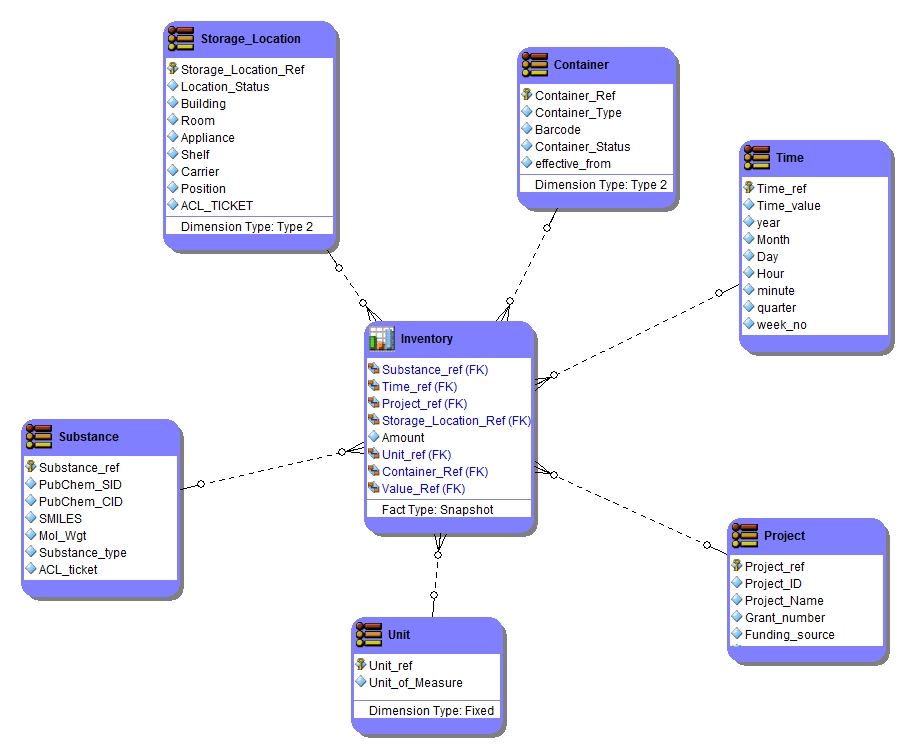 Storage_Location
Storage_Location_Ref
Location_Status
Building
Room
Appliance
Shelf
Carrier
Position
ACL_TICKET
Dimension Type: Type 2
Container
Container_Ref
Container_Type
Barcode
Container_Status
effective_from
Dimension Type: Type 2
Time
Time_ref
Time_value
year
Month
Day
Hour
minute
quarter
week_no
Inventory
Substance_ref (FK)
Time_ref (FK)
Project_ref (FK)
Storage_Location_Ref (FK)
Amount
Unit_ref (FK)
Container_Ref (FK)
Value_Ref (FK)
Fact Type: Snapshot
Substance
Substance_ref
PubChem_SID
PubChem_CID
SMILES
Mol_Wgt
Substance_type
ACL_ticket
Project
Project_ref
Project_ID
Project_Name
Grant_number
Funding_source
Unit
Unit_ref
Unit_of_Measure
Dimension Type: Fixed